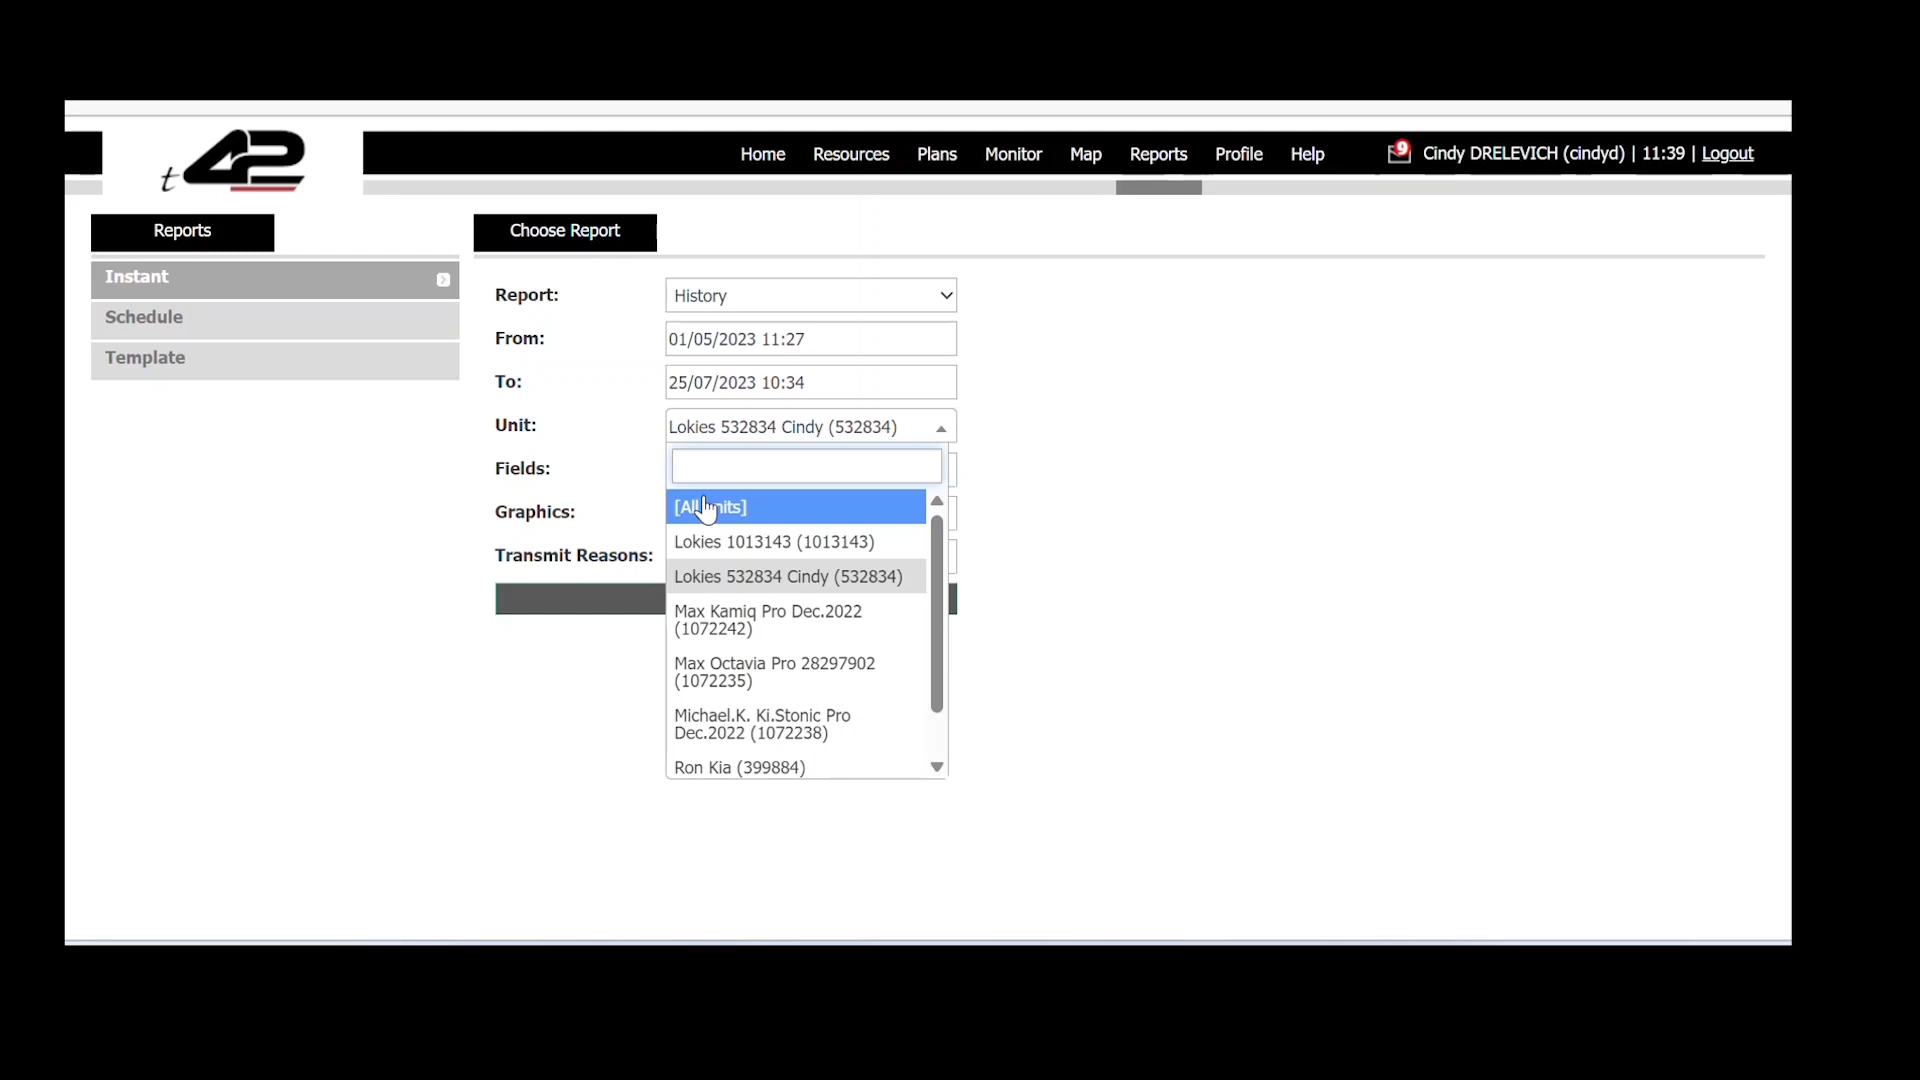 t42
Home Resources Plans Monitor Map Reports Profile Help
9 Cindy DRELEVICH (cindyd) | 11:39 | Logout
Reports
Instant
Schedule
Template
Choose Report
Report: History
From: 01/05/2023 11:27
To: 25/07/2023 10:34
Unit: Lokies 532834 Cindy (532834)
Fields:
Graphics:
Transmit Reasons:
[All
Lokies 1013143 (1013143)
Lokies 532834 Cindy (532834)
Max Kamiq Pro Dec.2022
(1072242)
Max Octavia Pro 28297902
(1072235)
Michael.K. Ki.Stonic Pro
Dec.2022 (1072238)
Ron Kia (399884)